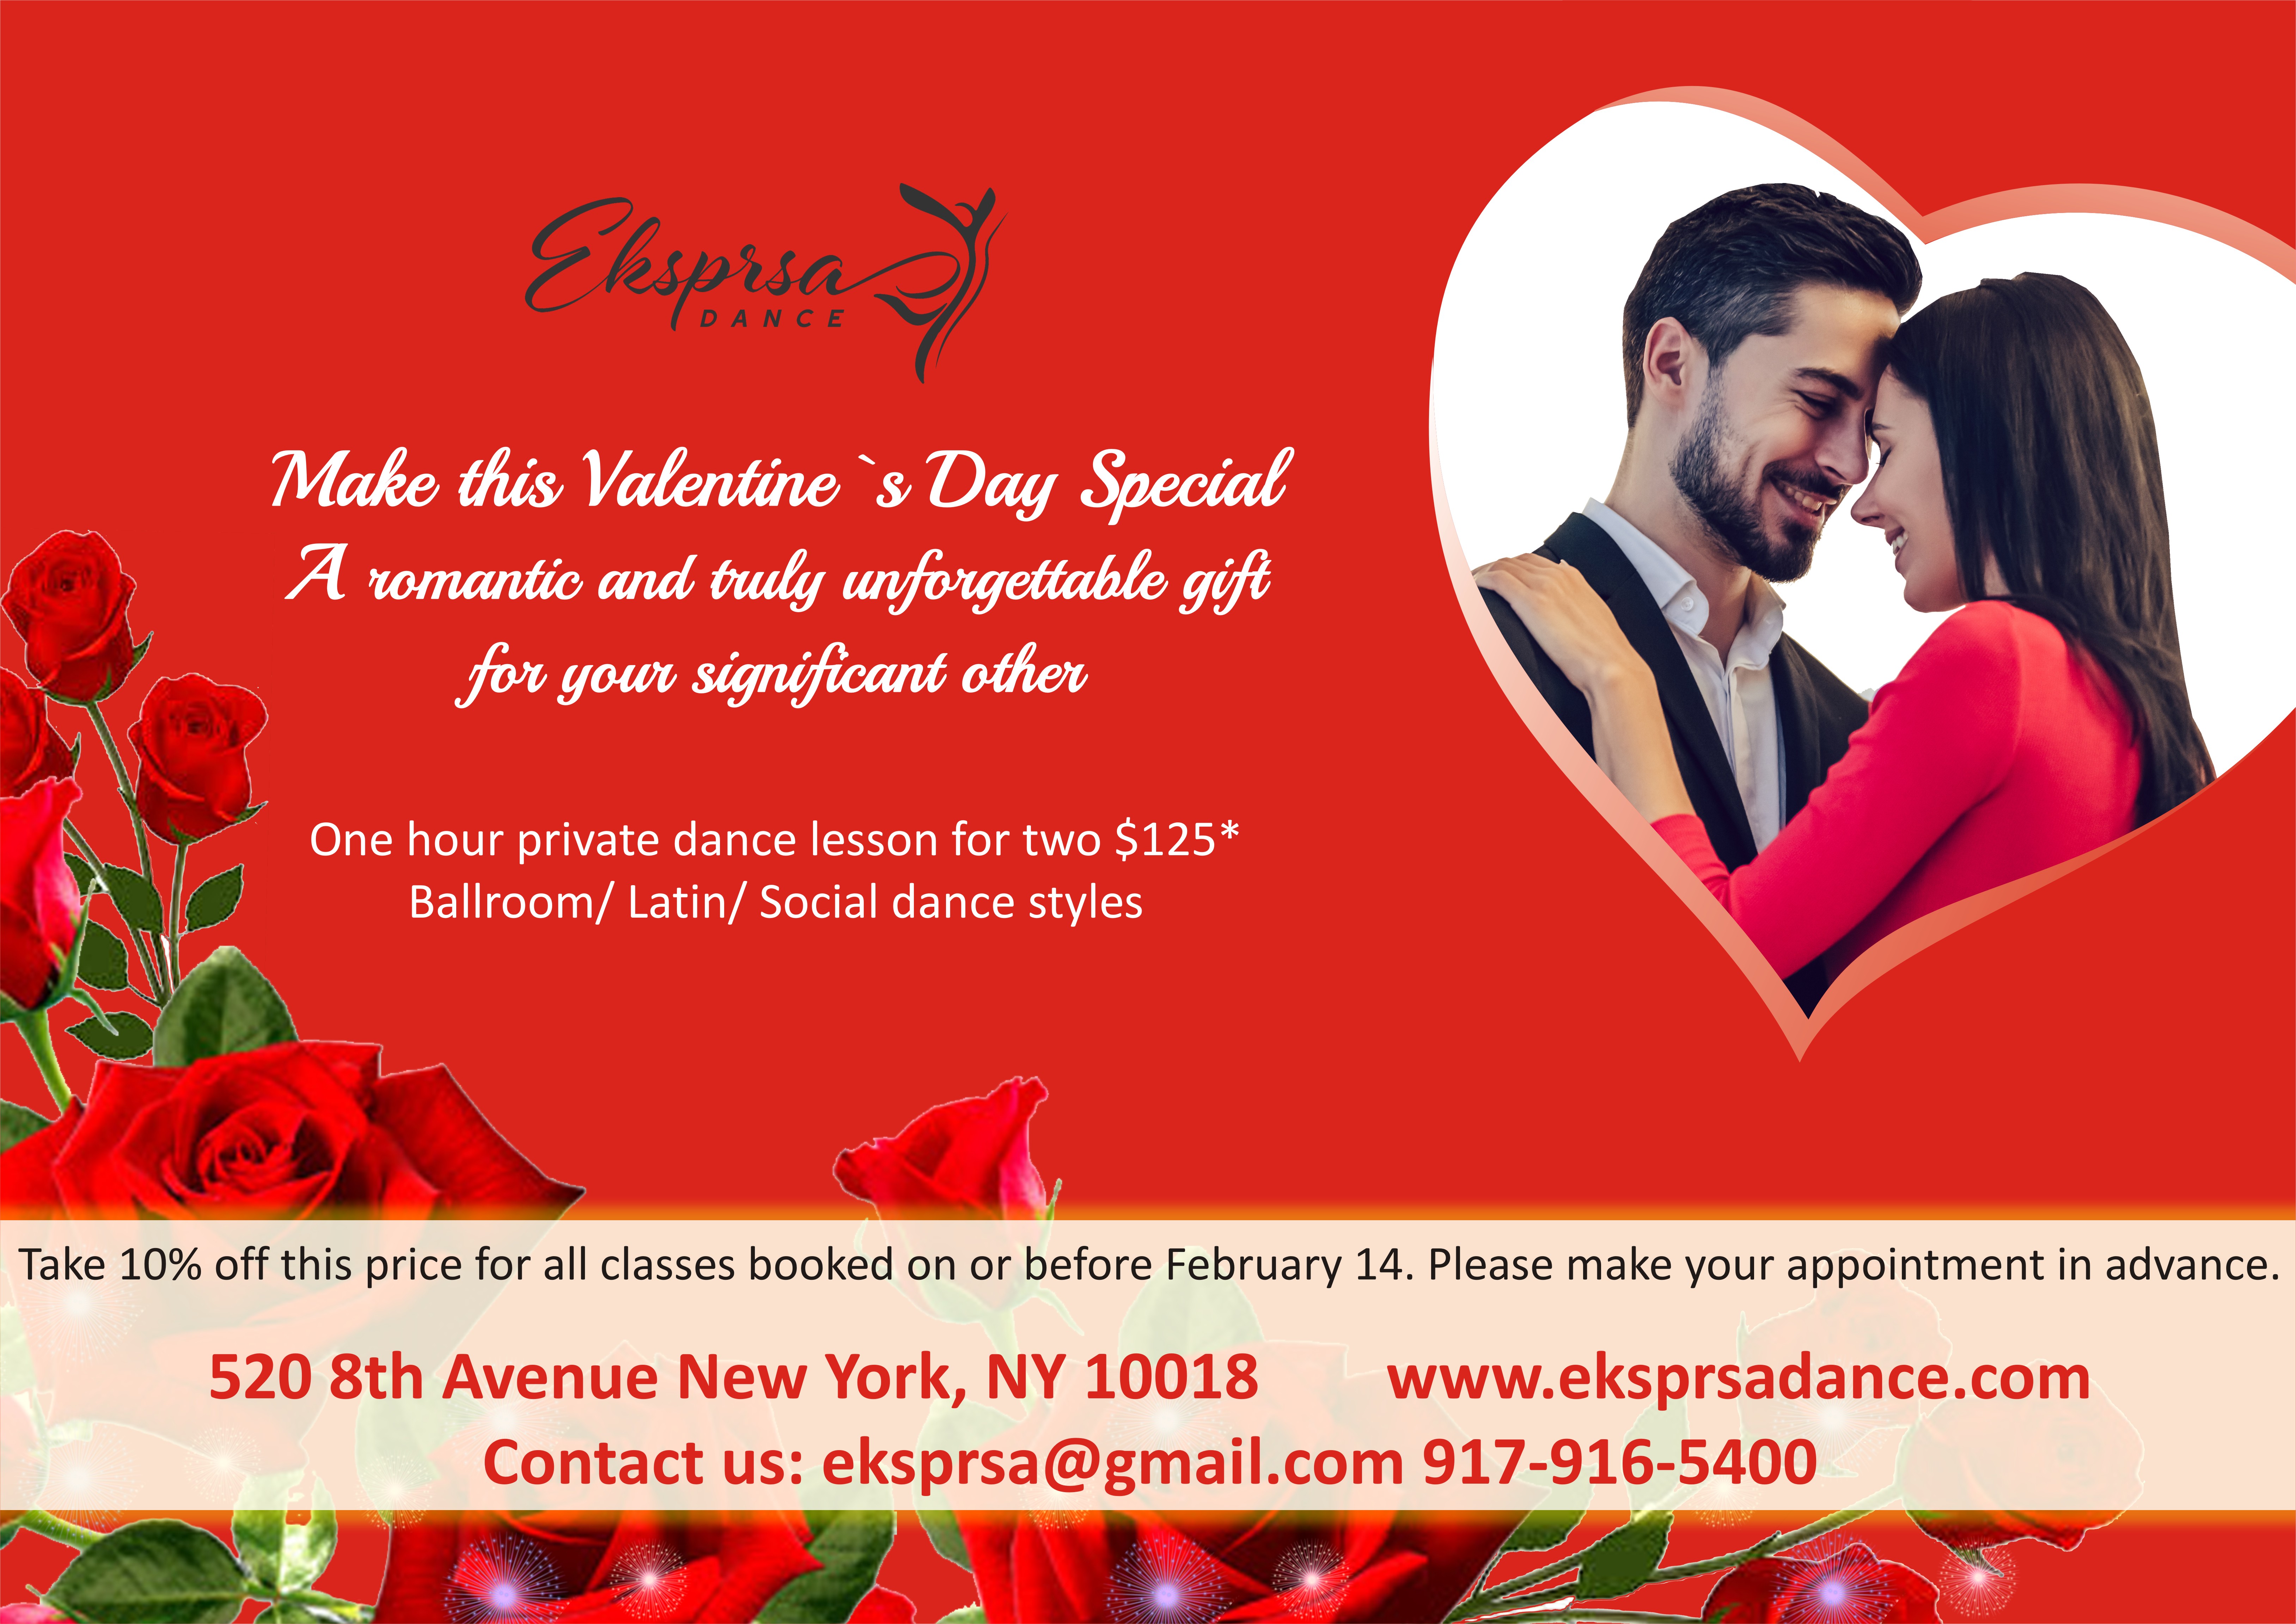 Eksprsa
DANCE
Make this Valentine`s Day Special
A romantic and truly unforgettable gift
for your significant other
One hour private dance lesson for two $125*
Ballroom/ Latin/ Social dance styles
Take 10% off this price for all classes booked on or before February 14. Please make your appointment in advance.
520 8th Avenue New York, NY 10018 www.eksprsadance.com
Contact us: eksprsa@gmail.com 917-916-5400